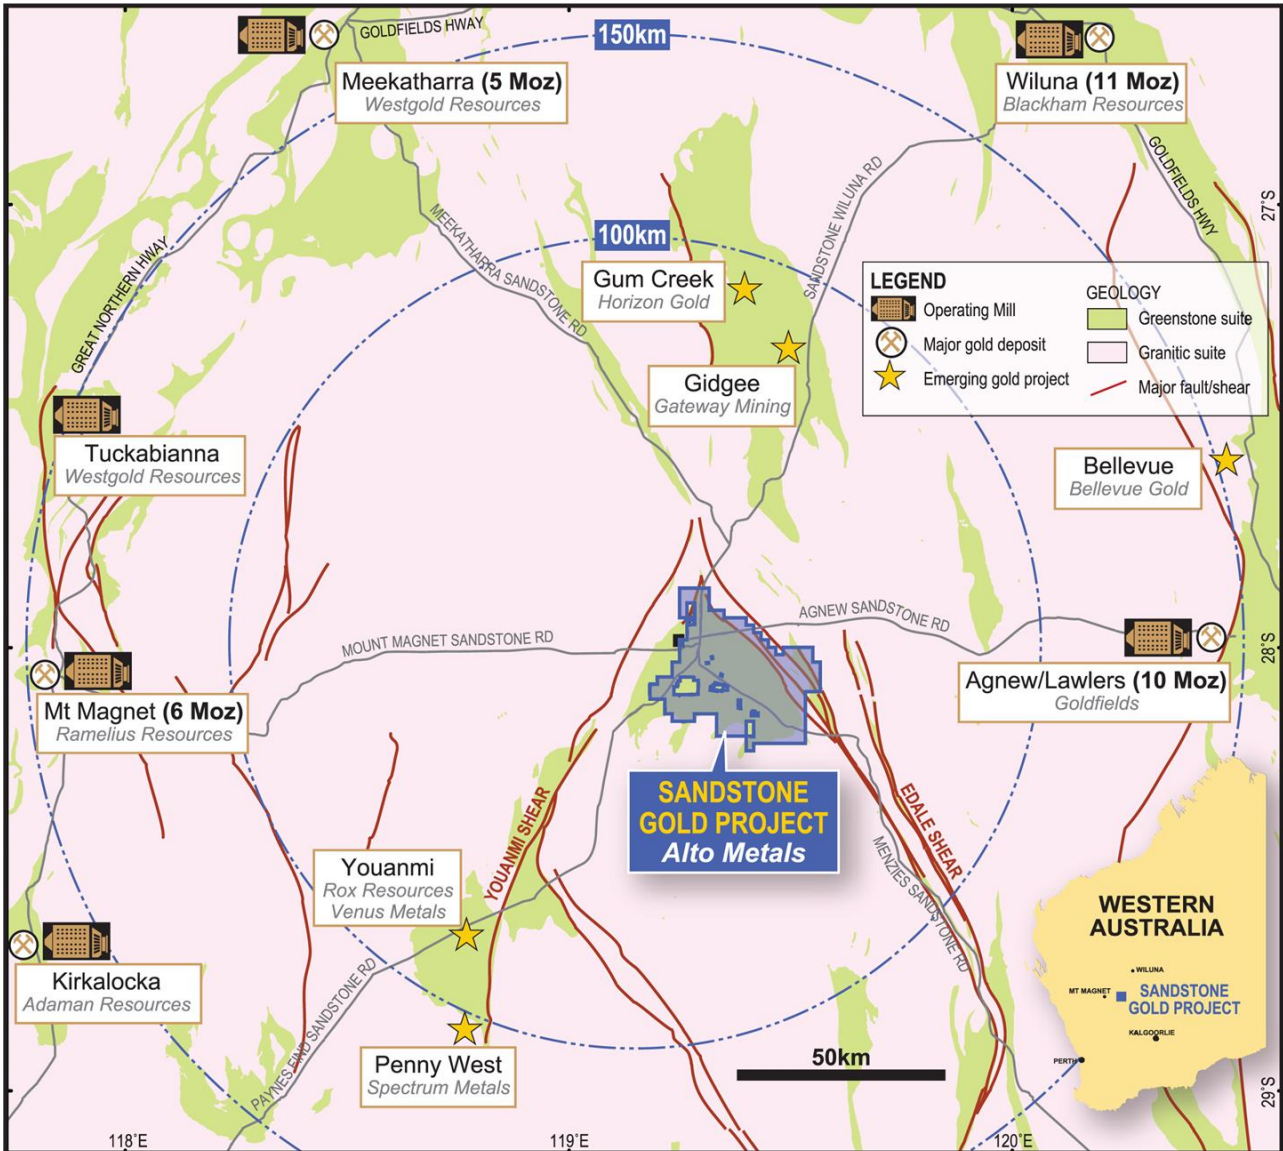 GOLDFIELDS HWAY
150km
Meekatharra (5 Moz)
Westgold Resources
Wiluna (11 Moz)
Blackham Resources
GOLDFIELDS HWY
27°S
SANDSTONE WILUNA RD
MEEKATHARRA SANDSTONE RD
GREAT NORTHERN HWAY
100km
Gum Creek
Horizon Gold
Gidgee
Gateway Mining
LEGEND
Operating Mill
Major gold deposit
Emerging gold project
GEOLOGY
Greenstone suite
Granitic suite
Major fault/shear
Tuckabianna
Westgold Resources
Bellevue
Bellevue Gold
MOUNT MAGNET SANDSTONE RD
AGNEW SANDSTONE RD
28°S
Mt Magnet (6 Moz)
Ramelius Resources
Agnew/Lawlers (10 Moz)
Goldfields
SANDSTONE
GOLD PROJECT
Alto Metals
YOUANMI SHEAR
EDALE SHEAR
MENZIES SANDSTONE RD
Youanmi
Rox Resources
Venus Metals
Kirkalocka
Adaman Resources
PAYNES FIND SANDSTONE RD
Penny West
Spectrum Metals
50km
WESTERN
AUSTRALIA
WILUNA
MT MAGNET
SANDSTONE
GOLD PROJECT
KALGOORLIE
PERTH
29°S
118°E
119°E
120°E